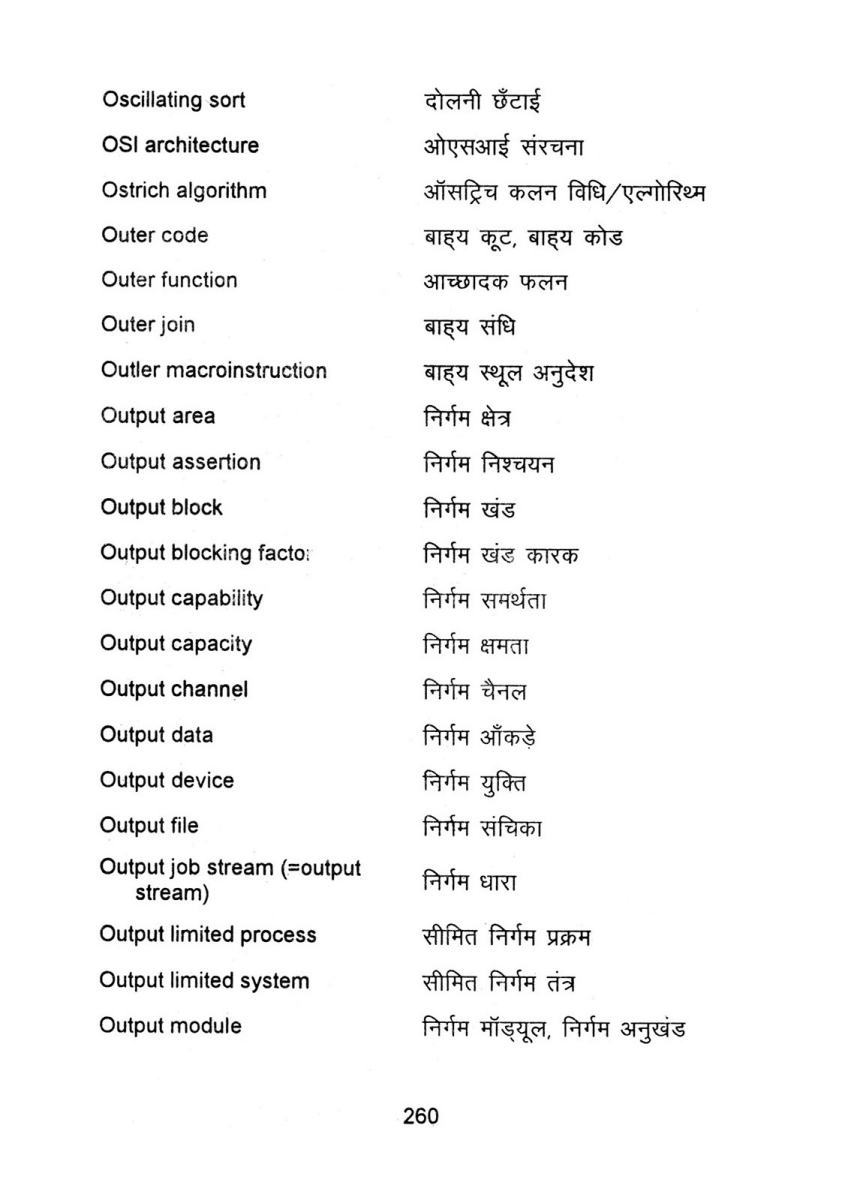 Oscillating sort दोलनी छँटाई
OSI architecture ओएसआई संरचना
Ostrich algorithm ऑसट्रिच कलन विधि/एल्गोरिथ्म
Outer code बाह्य कूट, बाह्य कोड
Outer function आच्छादक फलन
Outer join बाह्य संधि
Outler macroinstruction बाह्य स्थूल अनुदेश
Output area निर्गम क्षेत्र
Output assertion निर्गम निश्चयन
Output block निर्गम खंड
Output blocking factor निर्गम खंड कारक
Output capability निर्गम समर्थता
Output capacity निर्गम क्षमता
Output channel निर्गम चैनल
Output data निर्गम आँकड़े
Output device निर्गम युक्ति
Output file निर्गम संचिका
Output job stream (=output
stream) निर्गम धारा
Output limited process सीमित निर्गम प्रक्रम
Output limited system सीमित निर्गम तंत्र
Output module निर्गम मॉड्यूल, निर्गम अनुखंड
260